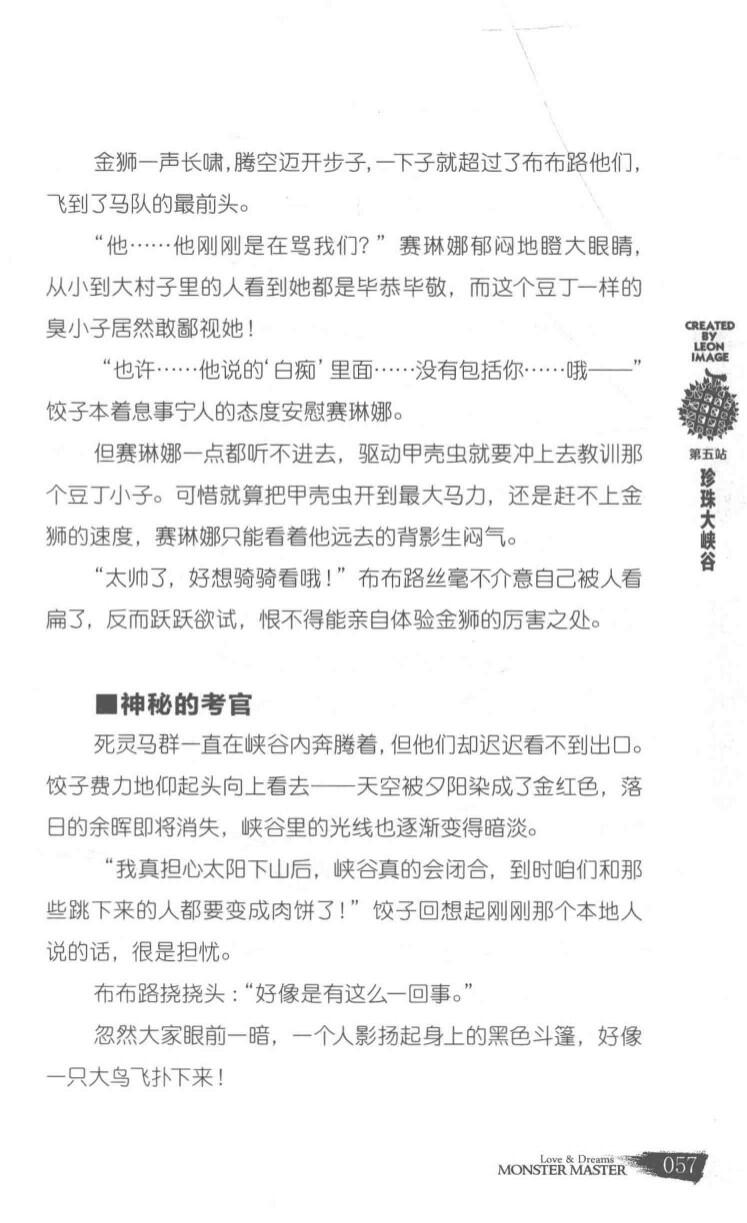 金狮一声长啸,腾空迈开步子,一下子就超过了布布路他们,
飞到了马队的最前头。
“他……他刚刚是在骂我们？”赛琳娜郁闷地瞪大眼睛，
从小到大村子里的人看到她都是毕恭毕敬，而这个豆丁一样的
臭小子居然敢鄙视她！
“也许……他说的‘白痴’里面……没有包括你……哦——”
饺子本着息事宁人的态度安慰赛琳娜。
但赛琳娜一点都听不进去，驱动甲壳虫就要冲上去教训那
个豆丁小子。可惜就算把甲壳虫开到最大马力，还是赶不上金
狮的速度，赛琳娜只能看着他远去的背影生闷气。
“太帅了，好想骑骑看哦！”布布路丝毫不介意自己被人看
扁了，反而跃跃欲试，恨不得能亲自体验金狮的厉害之处。
■神秘的考官
死灵马群一直在峡谷内奔腾着,但他们却迟迟看不到出口。
饺子费力地仰起头向上看去——天空被夕阳染成了金红色，落
日的余晖即将消失，峡谷里的光线也逐渐变得暗淡。
“我真担心太阳下山后，峡谷真的会闭合，到时咱们和那
些跳下来的人都要变成肉饼了！”饺子回想起刚刚那个本地人
说的话，很是担忧。
布布路挠挠头：“好像是有这么一回事。”
忽然大家眼前一暗，一个人影扬起身上的黑色斗篷，好像
一只大鸟飞扑下来！
CREATED
BY
LEON
IMAGE
第五站
珍珠大峡谷
Love & Dreams
MONSTER MASTER
057